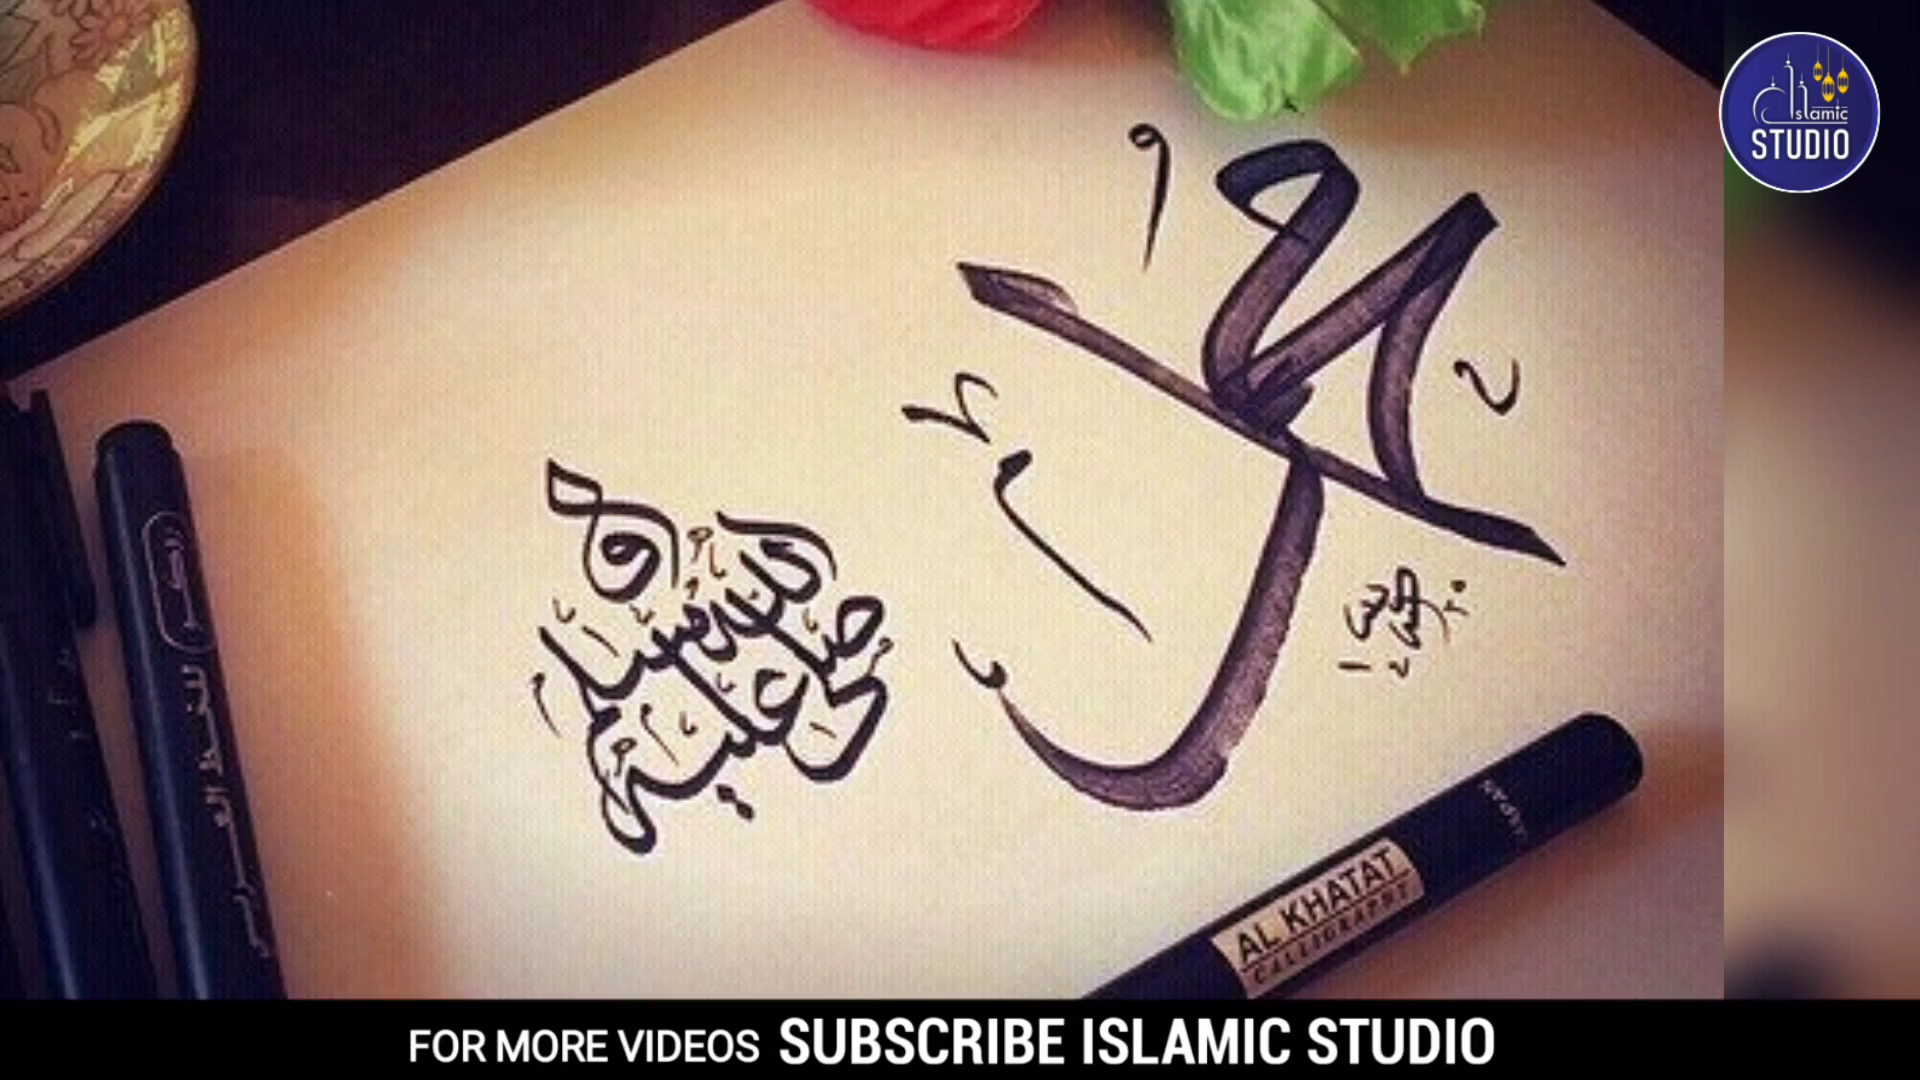 Islamic
STUDIO
محمد
صلى الله عليه وسلم
AL KHATAT
CALLIGRAPHY
FOR MORE VIDEOS SUBSCRIBE ISLAMIC STUDIO